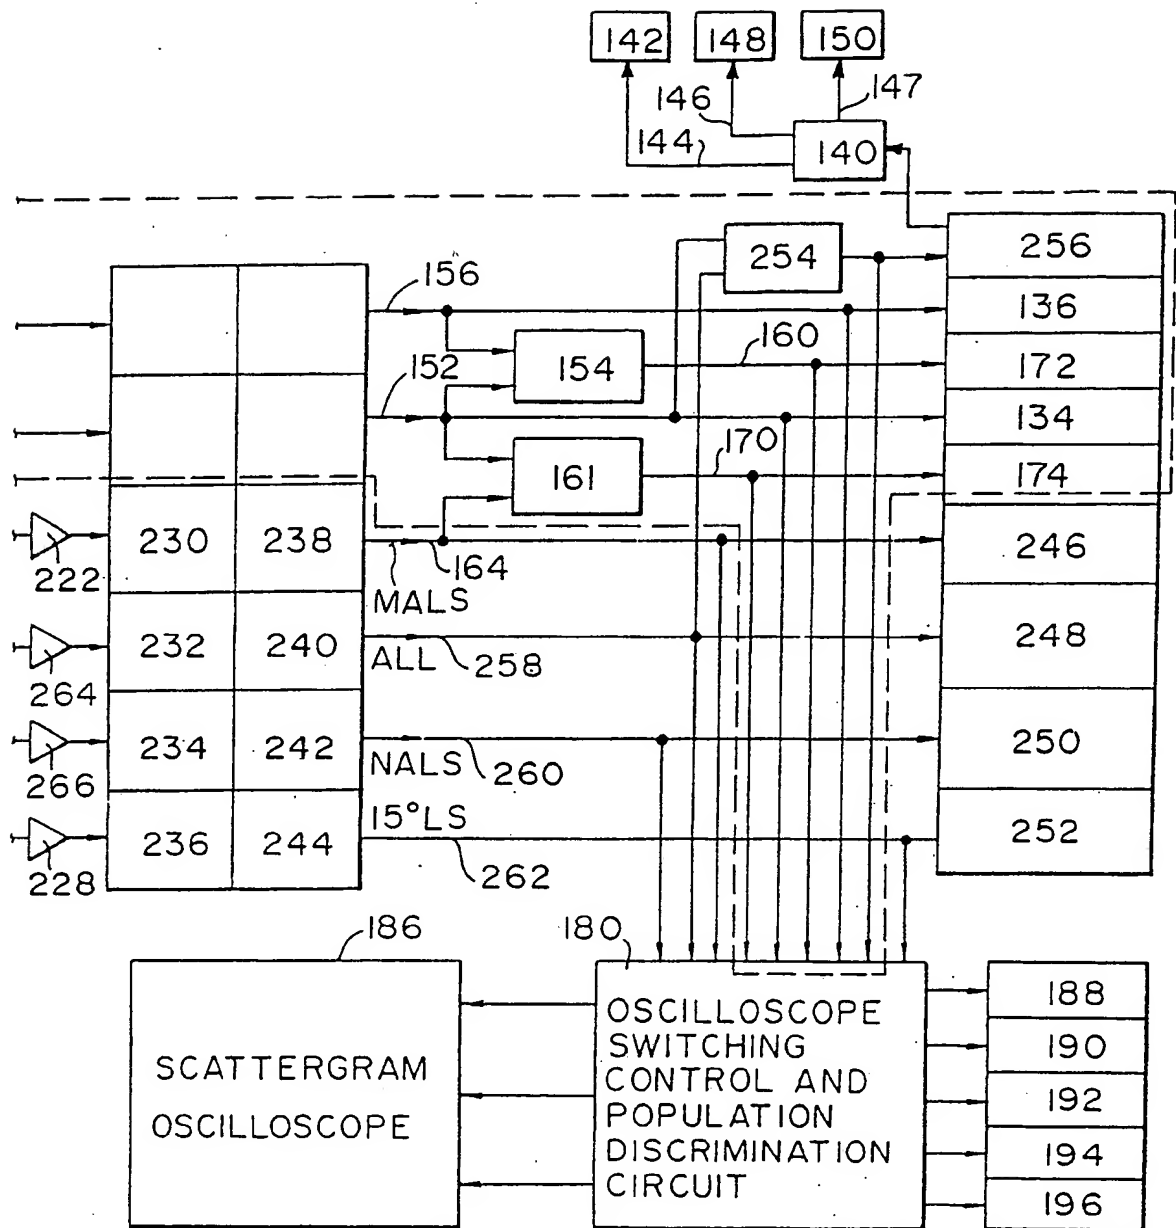 142 148 150
146 147
144 140
254 256
156 136
154 160 172
152 134
161 170 174
230 238 164 246
222 MALS
232 240 ALL 258 248
264
234 242 NALS 260 250
266
15°LS
236 244 262 252
228
186 180
188
OSCILLOSCOPE
SWITCHING 190
SCATTERGRAM CONTROL AND
POPULATION 192
OSCILLOSCOPE
DISCRIMINATION 194
CIRCUIT
196